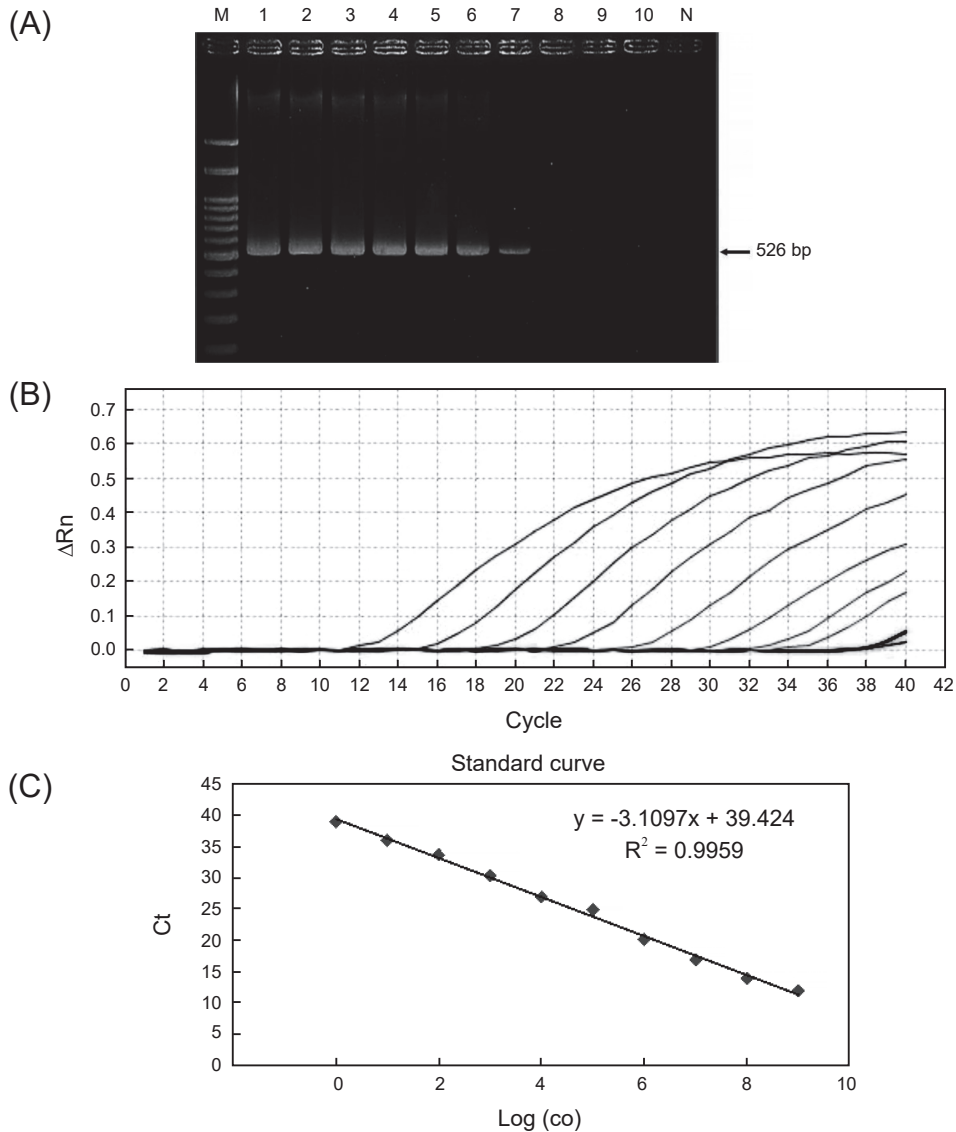 (A)
M 1 2 3 4 5 6 7 8 9 10 N
526 bp
(B)
0.7
0.6
0.5
0.4
0.3
0.2
0.1
0.0
ΔRn
0 2 4 6 8 10 12 14 16 18 20 22 24 26 28 30 32 34 36 38 40 42
Cycle
(C)
Standard curve
45
40
35
30
25
20
15
10
5
0
Ct
y = -3.1097x + 39.424
R² = 0.9959
0 2 4 6 8 10
Log (co)